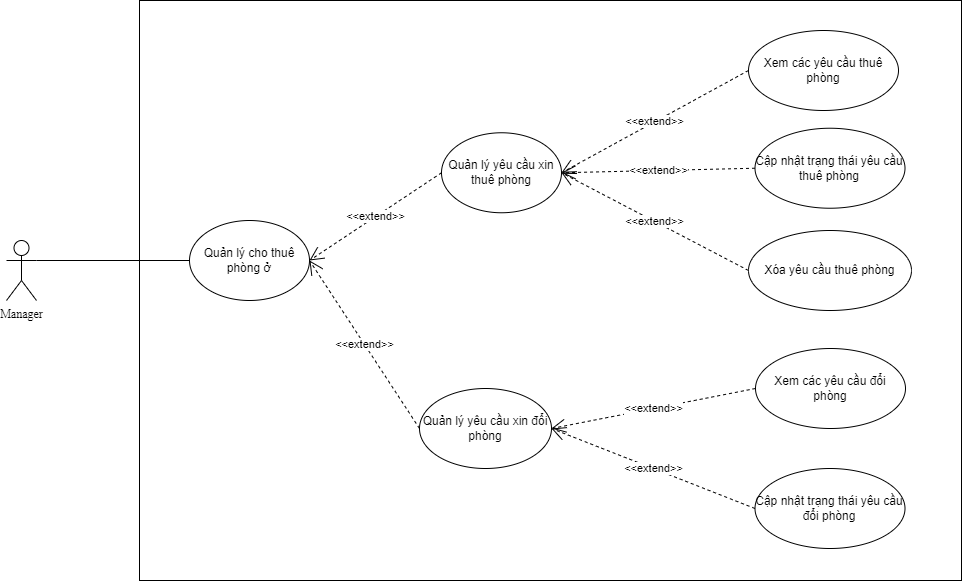 Xem các yêu cầu thuê
phòng
<<extend>>
Quản lý yêu cầu xin
thuê phòng
<<extend>>
Cập nhật trạng thái yêu cầu
thuê phòng
<<extend>>
<<extend>>
Quản lý cho thuê
phòng ở
Xóa yêu cầu thuê phòng
Manager
<<extend>>
Xem các yêu cầu đổi
phòng
<<extend>>
Quản lý yêu cầu xin đổi
phòng
<<extend>>
Cập nhật trạng thái yêu cầu
đổi phòng